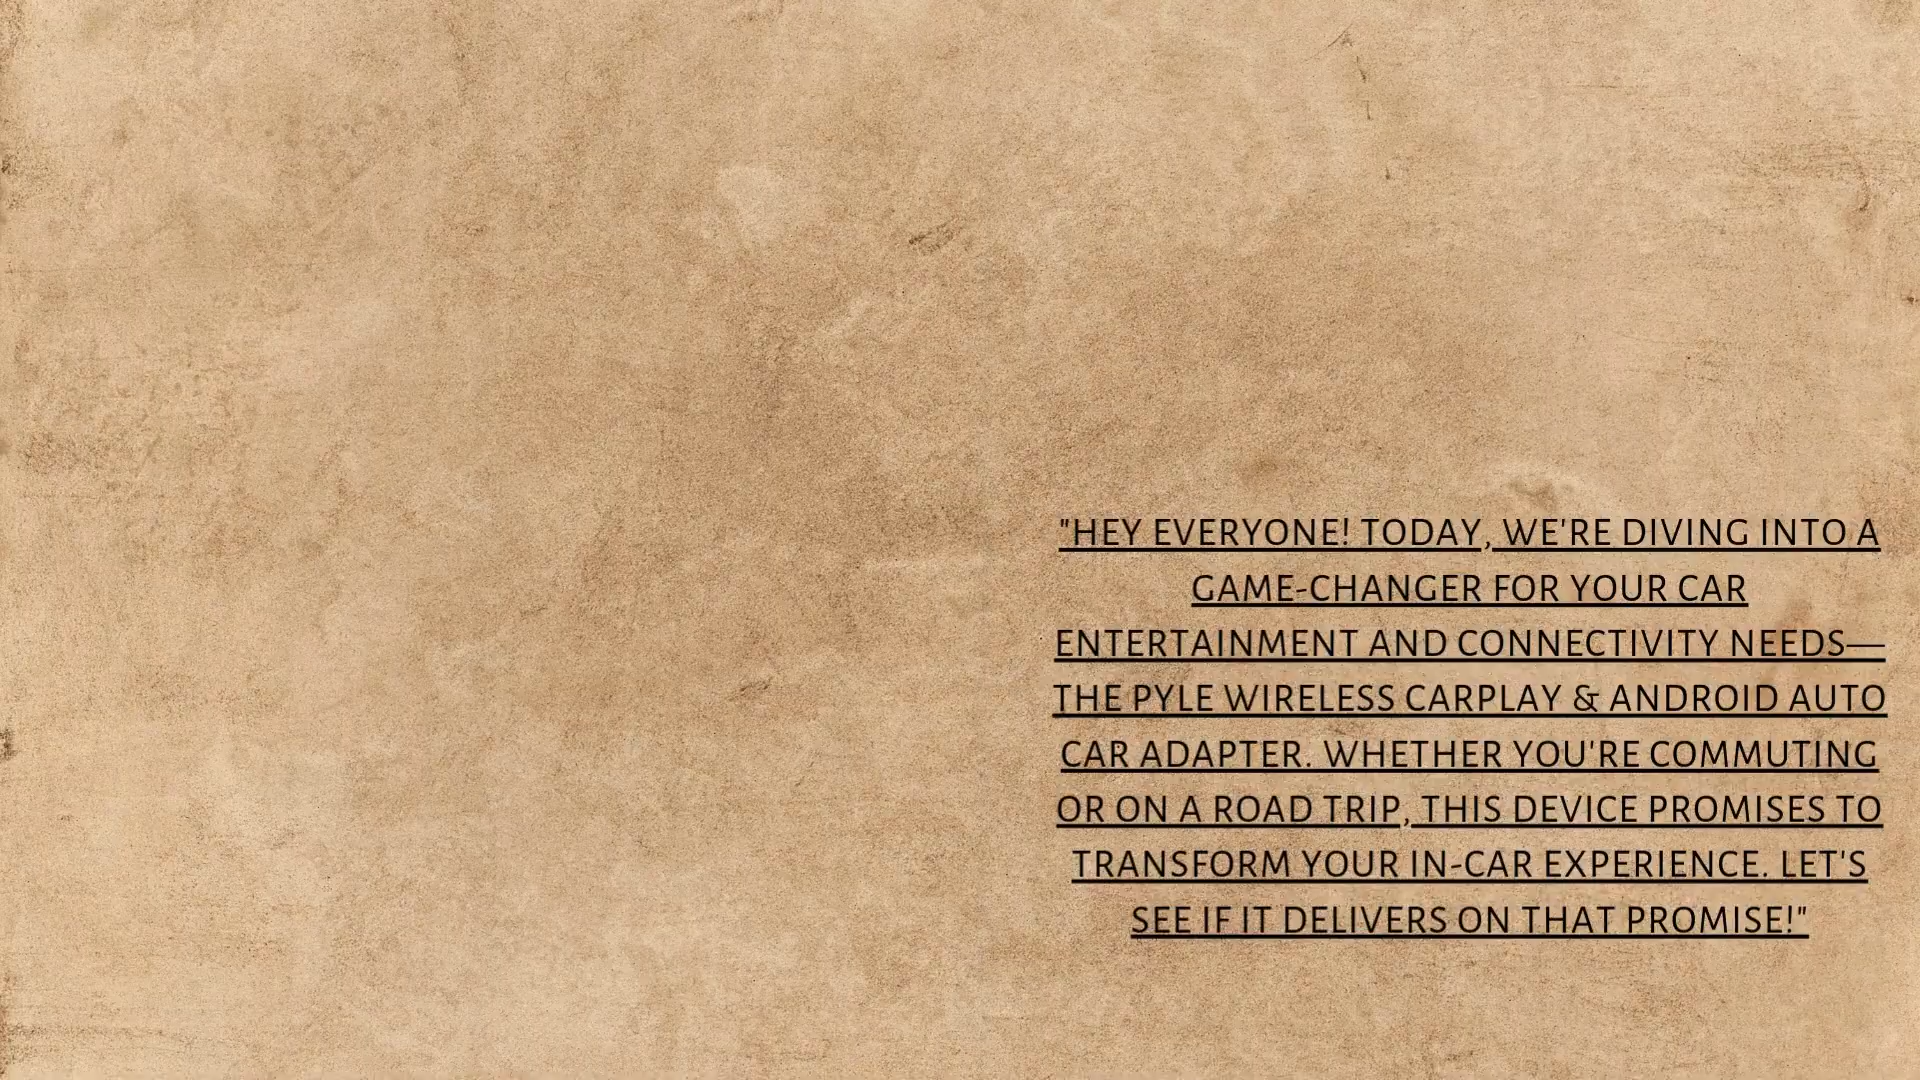 "HEY EVERYONE! TODAY, WE'RE DIVING INTO A
GAME-CHANGER FOR YOUR CAR
ENTERTAINMENT AND CONNECTIVITY NEEDS—
THE PYLE WIRELESS CARPLAY & ANDROID AUTO
CAR ADAPTER. WHETHER YOU'RE COMMUTING
OR ON A ROAD TRIP, THIS DEVICE PROMISES TO
TRANSFORM YOUR IN-CAR EXPERIENCE. LET'S
SEE IF IT DELIVERS ON THAT PROMISE!"